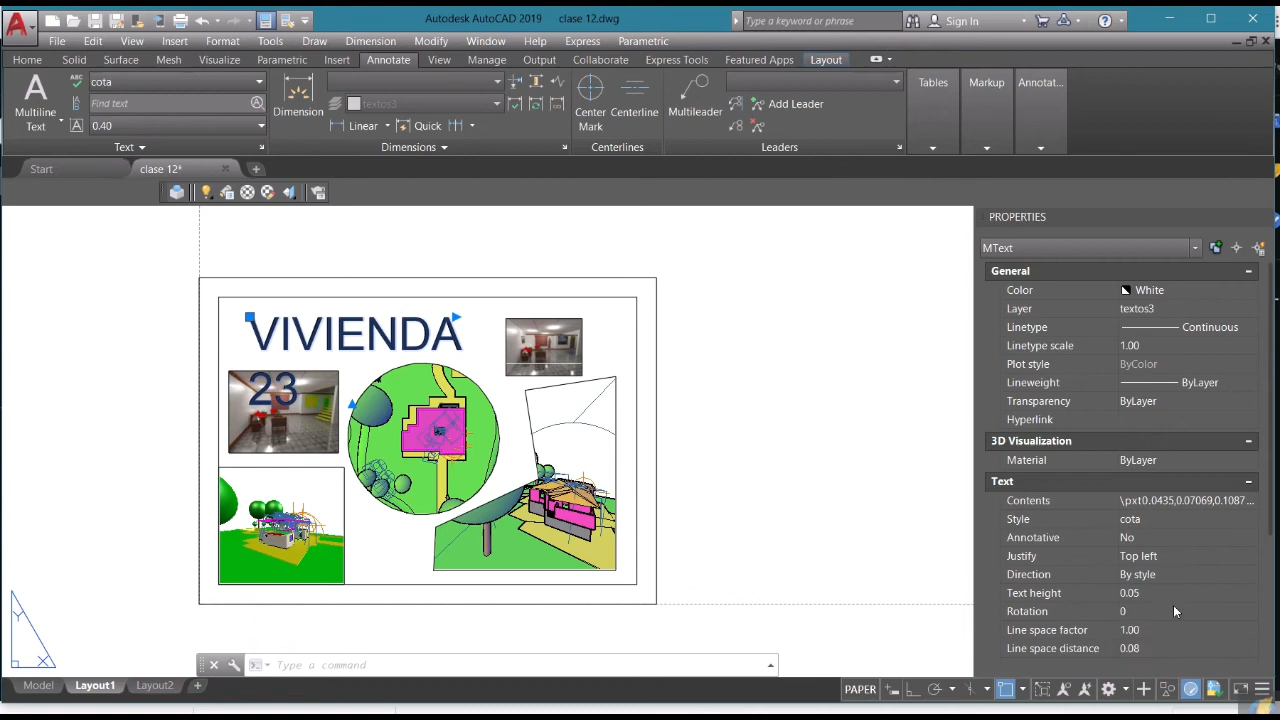 Autodesk AutoCAD 2019 clase 12.dwg
Type a keyword or phrase
Sign In
File Edit View Insert Format Tools Draw Dimension Modify Window Help Express Parametric
Home Solid Surface Mesh Visualize Parametric Insert Annotate View Manage Output Collaborate Express Tools Featured Apps Layout
Multiline Text
cota
Find text
0.40
Text
Dimension
textos3
Linear Quick
Dimensions
Center Mark
Centerline
Centerlines
Multileader
Add Leader
Leaders
Tables
Markup
Annotat...
Start
clase 12*
VIVIENDA
23
Y
X
PROPERTIES
MText
General
Color White
Layer textos3
Linetype Continuous
Linetype scale 1.00
Plot style ByColor
Lineweight ByLayer
Transparency ByLayer
Hyperlink
3D Visualization
Material ByLayer
Text
Contents \pxt0.0435,0.07069,0.1087...
Style cota
Annotative No
Justify Top left
Direction By style
Text height 0.05
Rotation 0
Line space factor 1.00
Line space distance 0.08
Type a command
Model Layout1 Layout2 +
PAPER